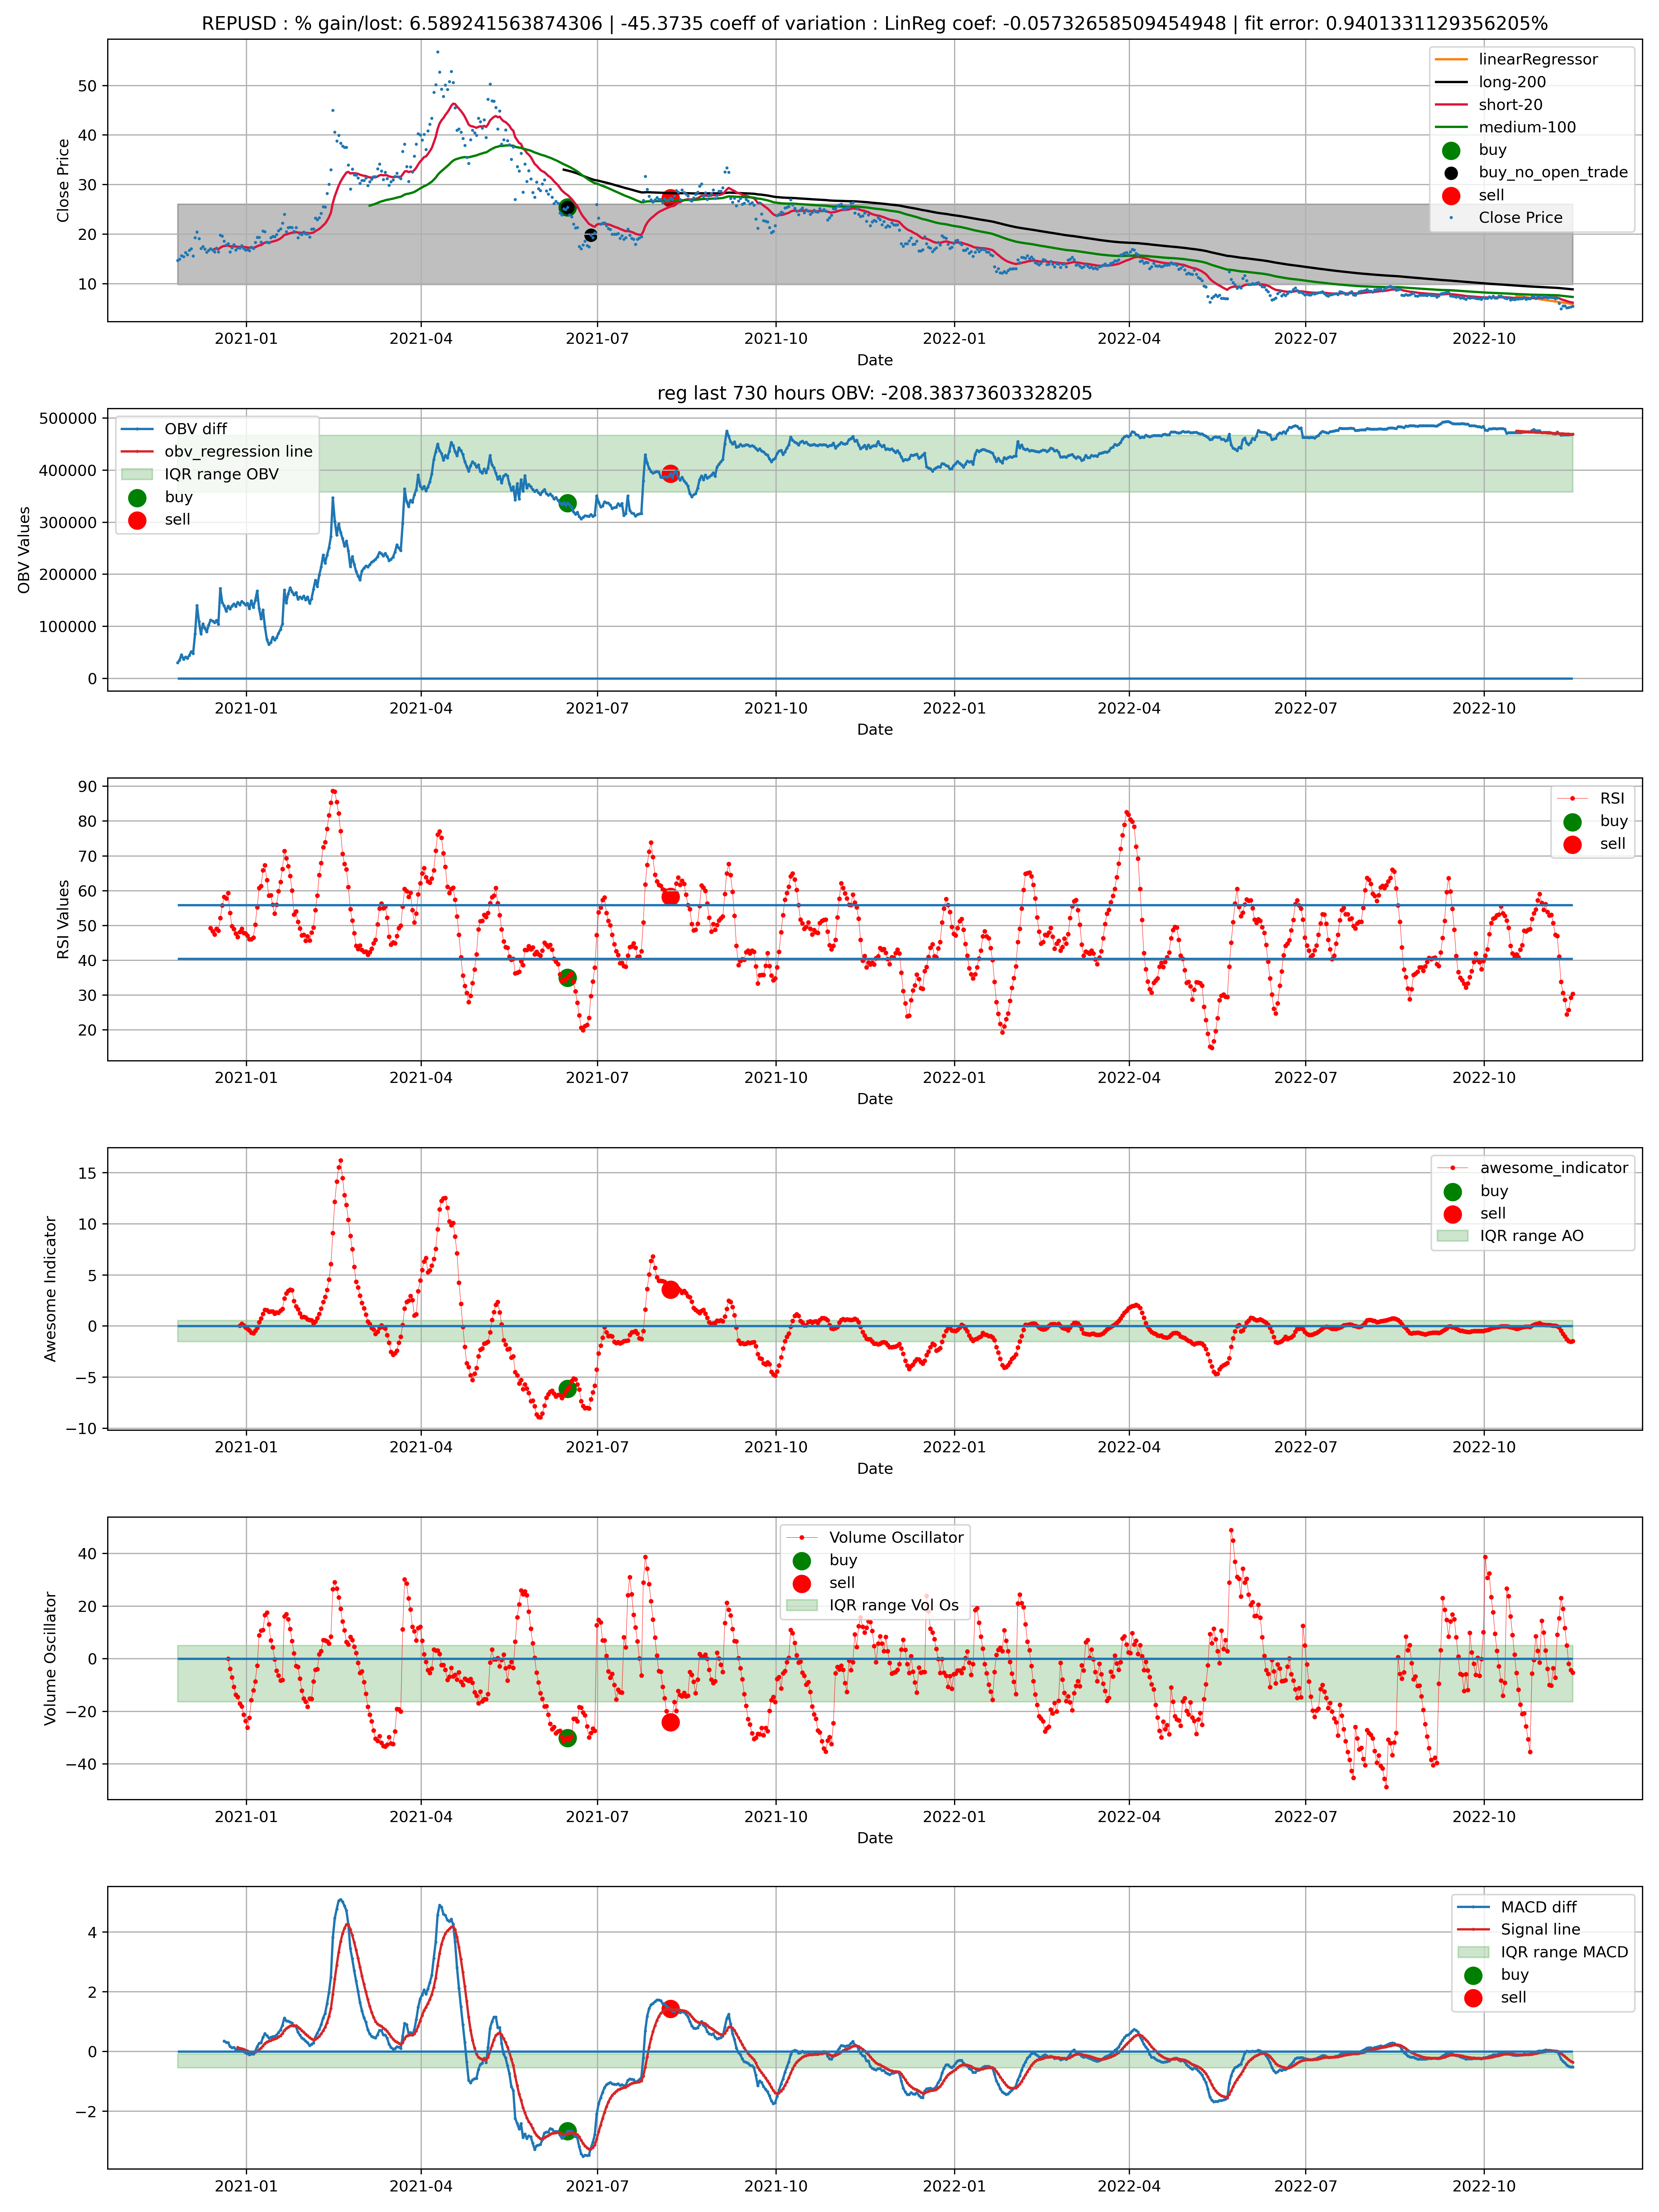 REPUSD : % gain/lost: 6.589241563874306 | -45.3735 coeff of variation : LinReg coef: -0.05732658509454948 | fit error: 0.9401331129356205%
Close Price
50
40
30
20
10
linearRegressor
long-200
short-20
medium-100
buy
buy_no_open_trade
sell
Close Price
2021-01 2021-04 2021-07 2021-10 2022-01 2022-04 2022-07 2022-10
Date
reg last 730 hours OBV: -208.38373603328205
OBV Values
500000
400000
300000
200000
100000
0
OBV diff
obv_regression line
IQR range OBV
buy
sell
2021-01 2021-04 2021-07 2021-10 2022-01 2022-04 2022-07 2022-10
Date
RSI Values
90
80
70
60
50
40
30
20
RSI
buy
sell
2021-01 2021-04 2021-07 2021-10 2022-01 2022-04 2022-07 2022-10
Date
Awesome Indicator
15
10
5
0
−5
−10
awesome_indicator
buy
sell
IQR range AO
2021-01 2021-04 2021-07 2021-10 2022-01 2022-04 2022-07 2022-10
Date
Volume Oscillator
40
20
0
−20
−40
Volume Oscillator
buy
sell
IQR range Vol Os
2021-01 2021-04 2021-07 2021-10 2022-01 2022-04 2022-07 2022-10
Date
4
2
0
−2
MACD diff
Signal line
IQR range MACD
buy
sell
2021-01 2021-04 2021-07 2021-10 2022-01 2022-04 2022-07 2022-10